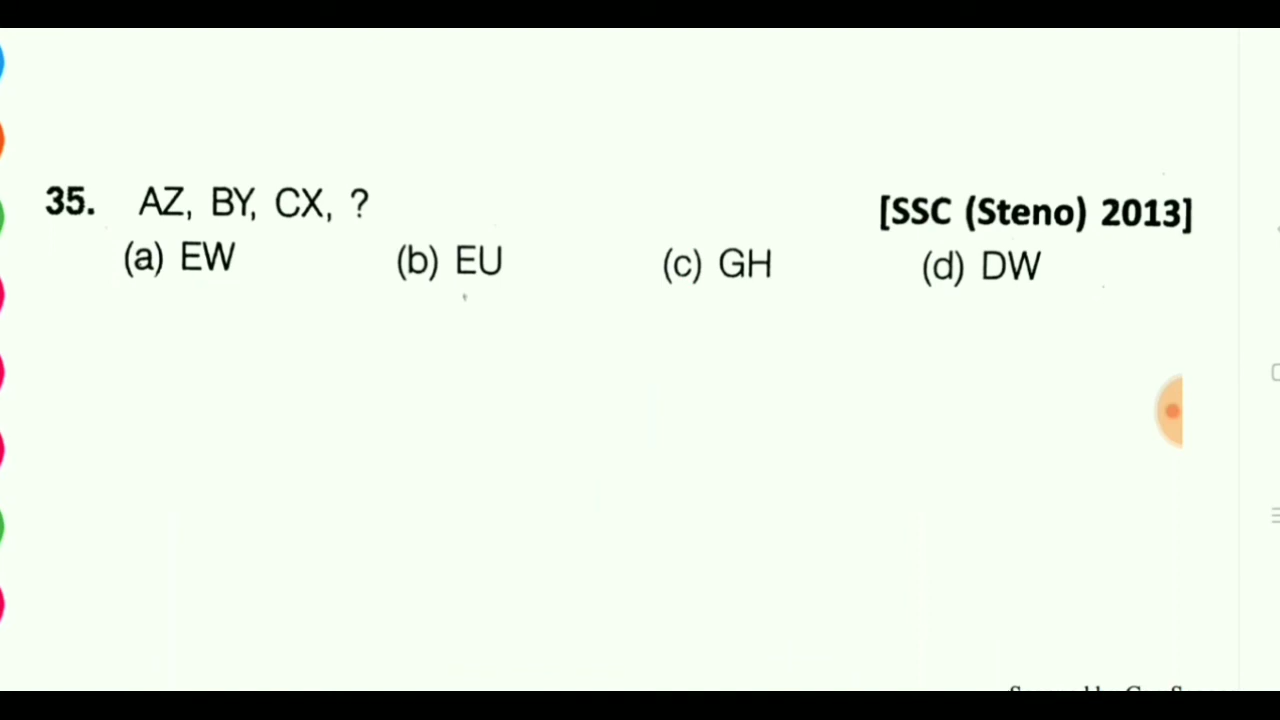 35. AZ, BY, CX, ? [SSC (Steno) 2013]
(a) EW (b) EU (c) GH (d) DW